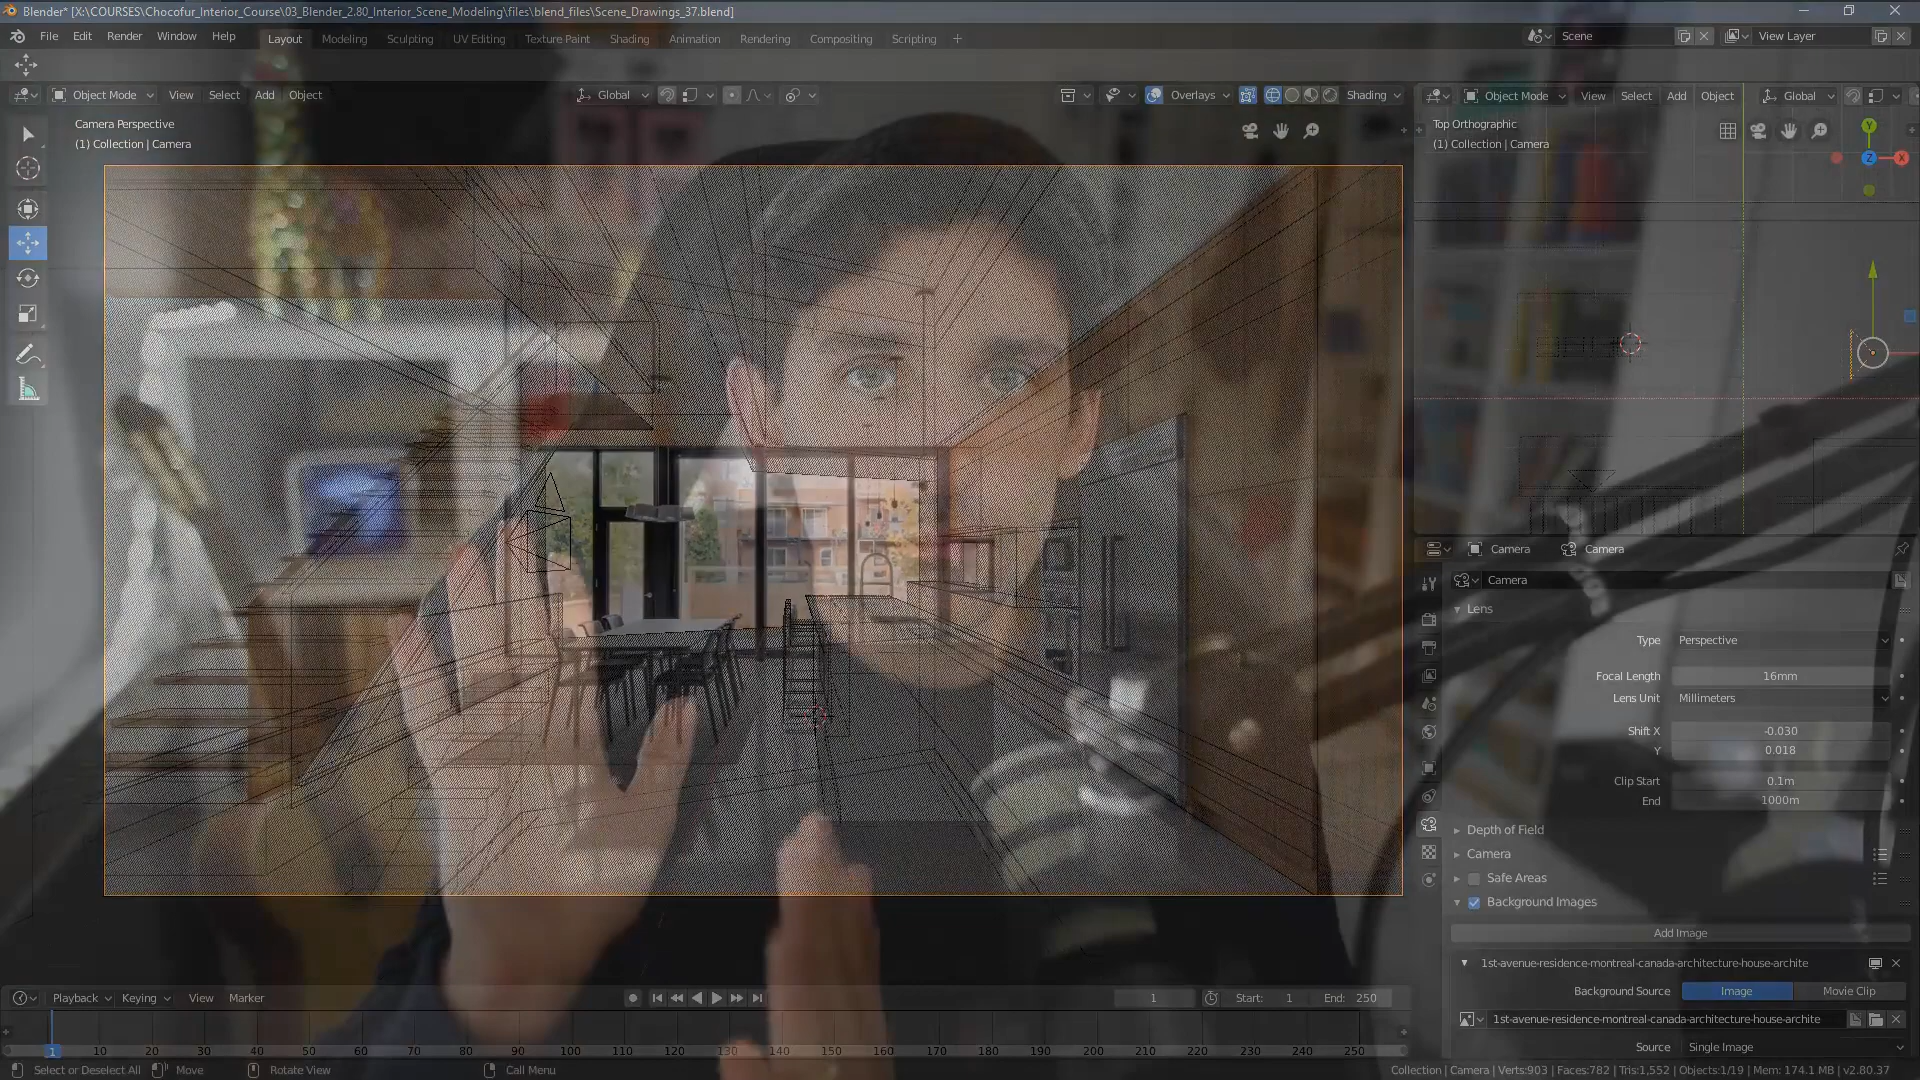 Blender* [X:\COURSES\Chocofur_Interior_Course\03_Blender_2.80_Interior_Scene_Modeling\files\blend_files\Scene_Drawings_37.blend]
File Edit Render Window Help Layout Modeling Sculpting UV Editing Texture Paint Shading Animation Rendering Compositing Scripting + Scene View Layer
Object Mode View Select Add Object Global Overlays Shading Object Mode View Select Add Object Global
Camera Perspective
(1) Collection | Camera
Top Orthographic
(1) Collection | Camera
Y
Z
X
Camera Camera
Camera
Lens
Type Perspective
Focal Length 16mm
Lens Unit Millimeters
Shift X -0.030
Y 0.018
Clip Start 0.1m
End 1000m
Depth of Field
Camera
Safe Areas
Background Images
Add Image
1st-avenue-residence-montreal-canada-architecture-house-archite
Background Source Image Movie Clip
1st-avenue-residence-montreal-canada-architecture-house-archite
Source Single Image
Playback Keying View Marker 1 Start: 1 End: 250
1 10 20 30 40 50 60 70 80 90 100 110 120 130 140 150 160 170 180 190 200 210 220 230 240 250
Select or Deselect All Move Rotate View Call Menu Collection | Camera | Verts:903 | Faces:782 | Tris:1,552 | Objects:1/19 | Mem: 174.1 MB | v2.80.37